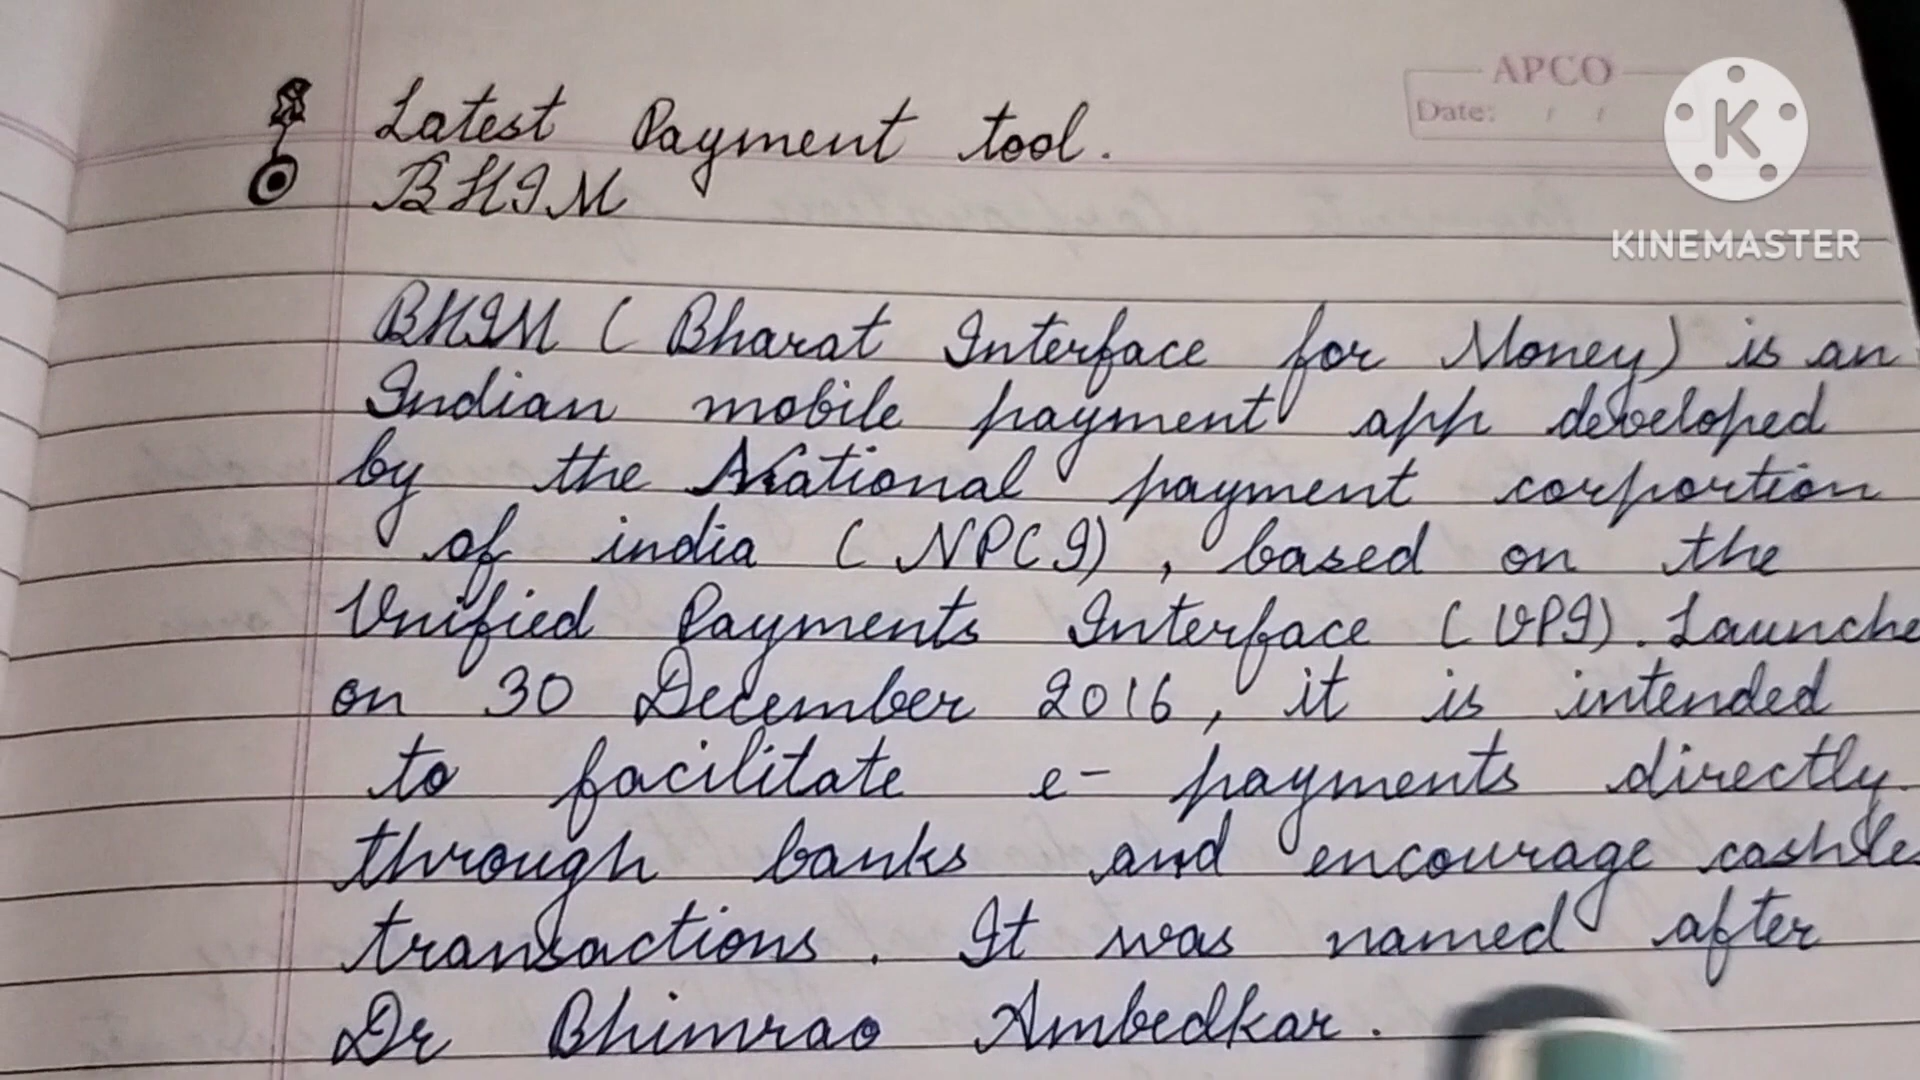 APCO
Date: / /
Latest Payment tool.
BHIM
KINEMASTER
BHIM ( Bharat Interface for Money) is an
Indian mobile payment app developed
by the National payment corportion
of india ( NPCI) , based on the
Unified Payments Interface ( UPI) . Launche
on 30 December 2016, it is intended
to facilitate e- payments directly
through banks and encourage cashle
transactions. It was named after
Dr Bhimrao Ambedkar.